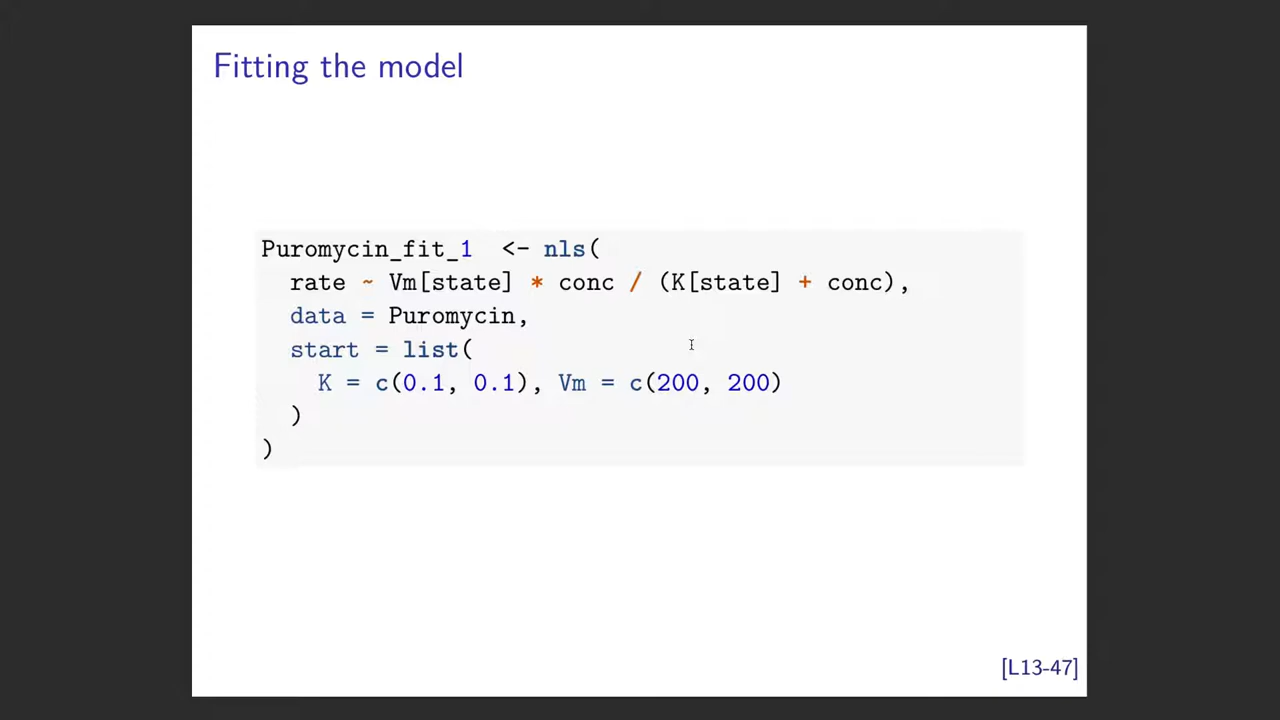 Fitting the model
Puromycin_fit_1 <- nls(
rate ~ Vm[state] * conc / (K[state] + conc),
data = Puromycin,
start = list(
K = c(0.1, 0.1), Vm = c(200, 200)
)
)
[L13-47]